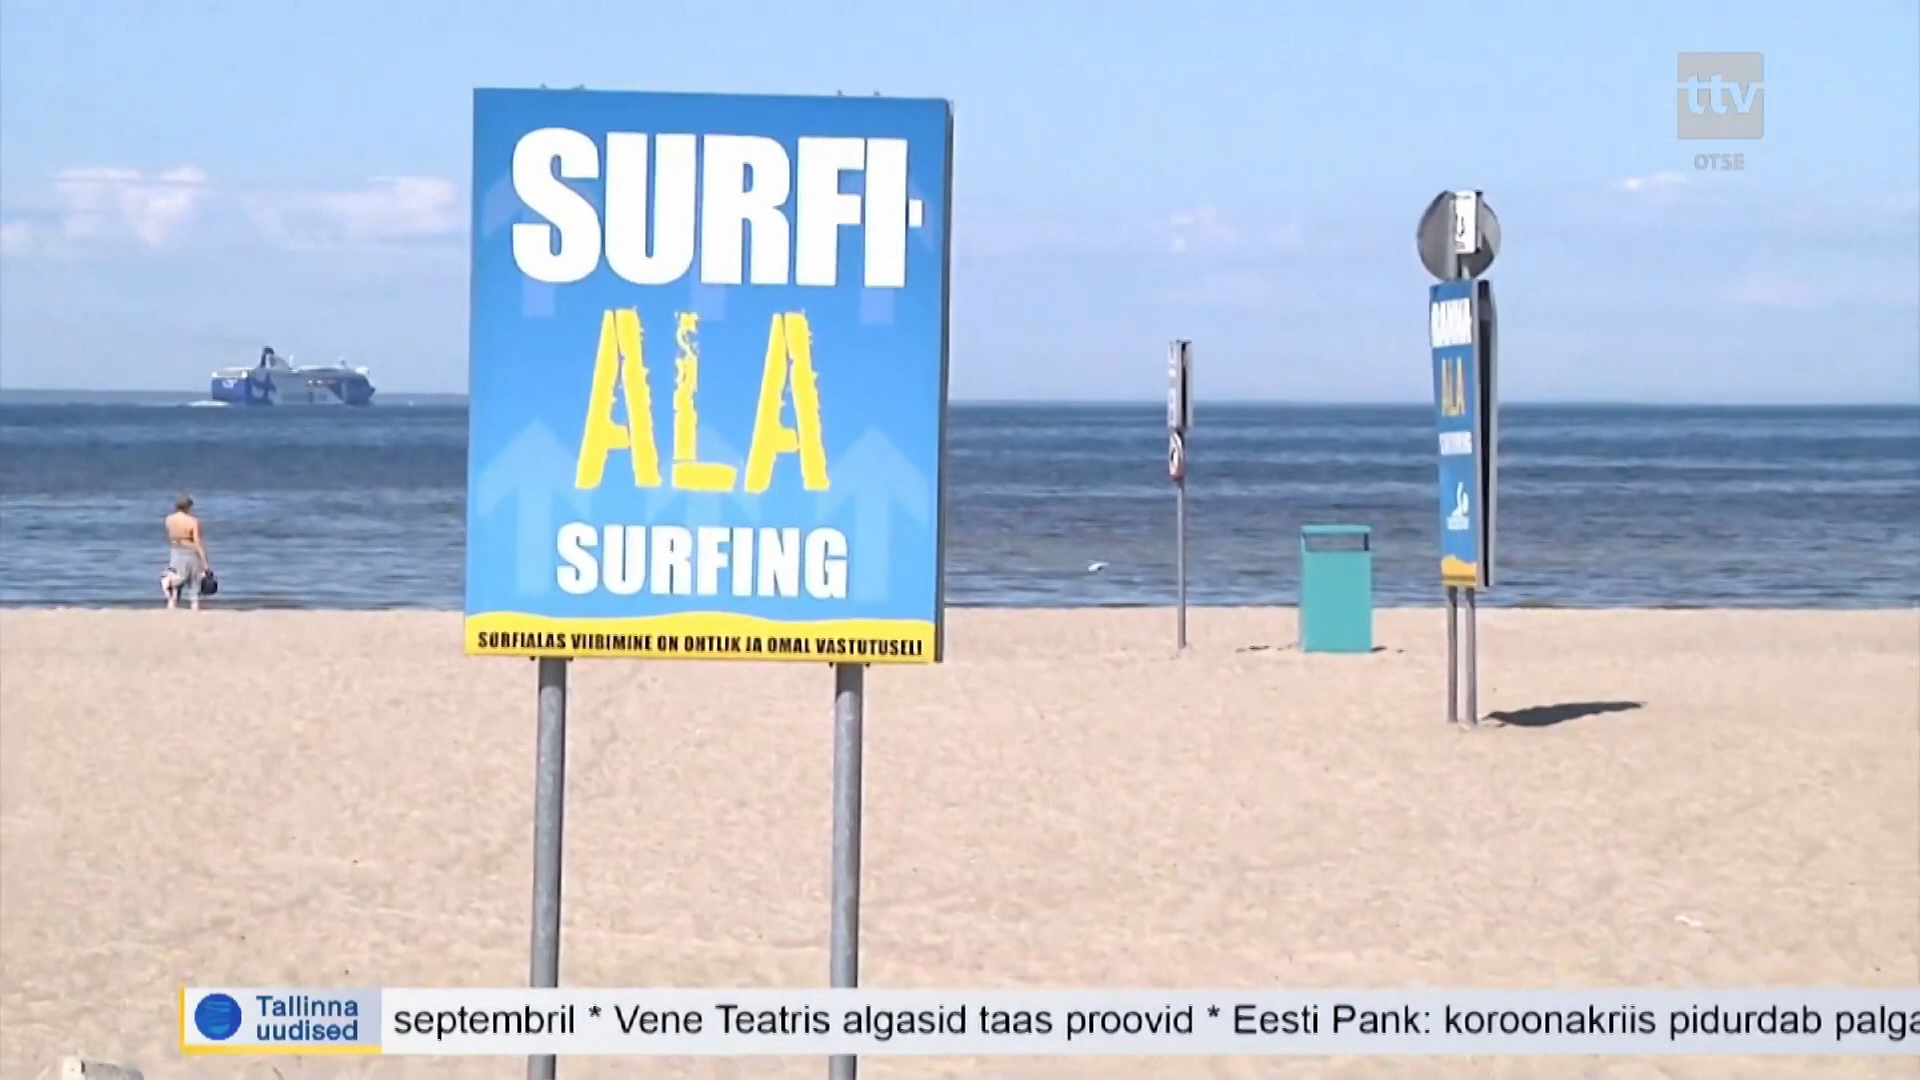 ttv
OTSE
SURFI-
ALA
SURFING
SURFIALAS VIIBIMINE ON OHTLIK JA OMAL VASTUTUSEL!
RANNA-
ALA
Tallinna
uudised
septembril * Vene Teatris algasid taas proovid * Eesti Pank: koroonakriis pidurdab palga